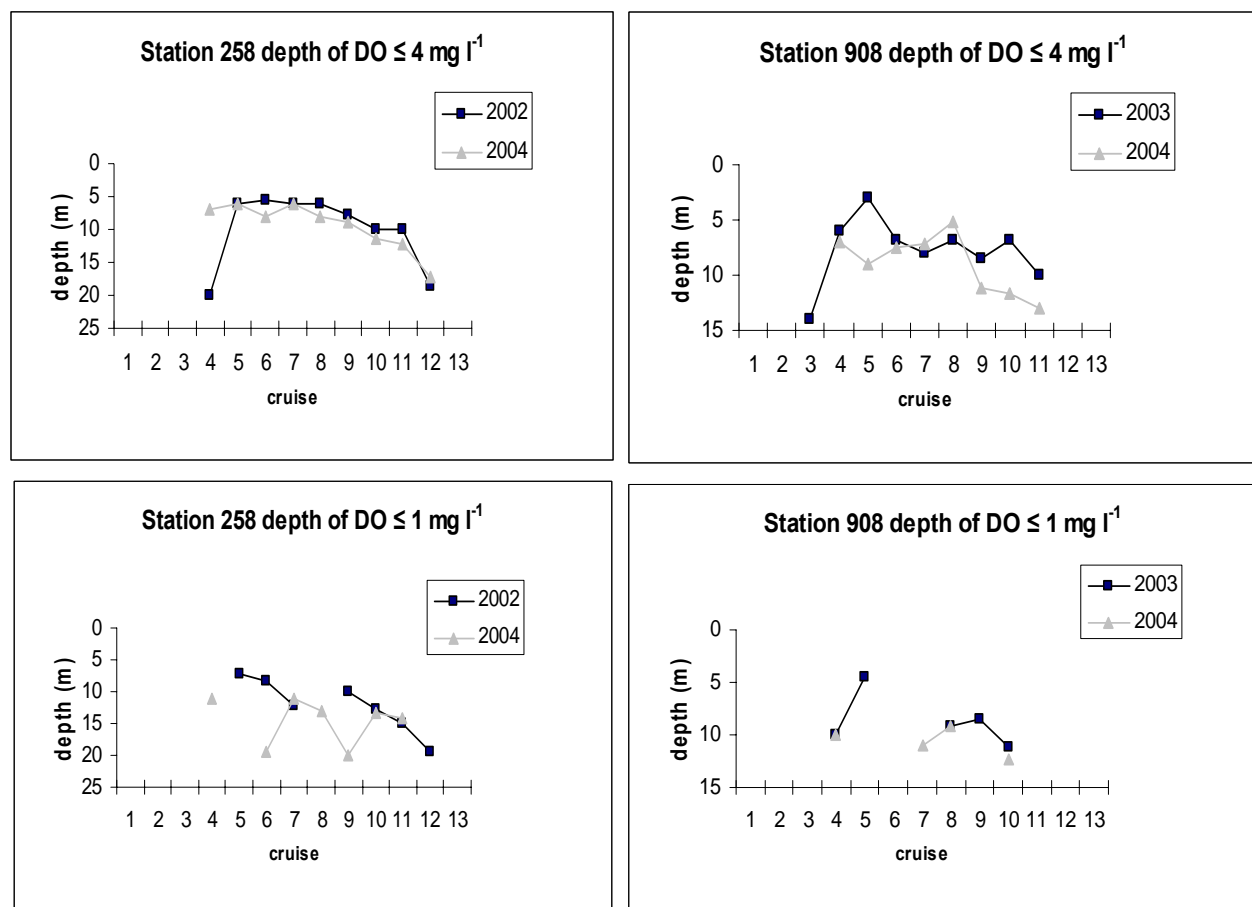 Station 258 depth of DO ≤ 4 mg l⁻¹
2002
2004
0
5
10
15
20
25
depth (m)
1 2 3 4 5 6 7 8 9 10 11 12 13
cruise
Station 908 depth of DO ≤ 4 mg l⁻¹
2003
2004
0
5
10
15
depth (m)
1 2 3 4 5 6 7 8 9 10 11 12 13
cruise
Station 258 depth of DO ≤ 1 mg l⁻¹
2002
2004
0
5
10
15
20
25
depth (m)
1 2 3 4 5 6 7 8 9 10 11 12 13
cruise
Station 908 depth of DO ≤ 1 mg l⁻¹
2003
2004
0
5
10
15
depth (m)
1 2 3 4 5 6 7 8 9 10 11 12 13
cruise